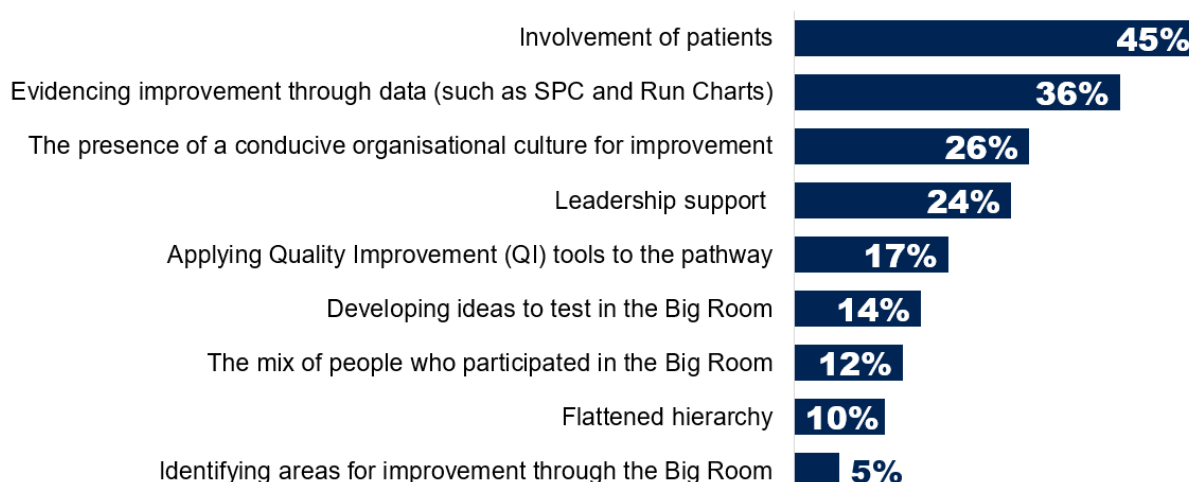 Involvement of patients 45%
Evidencing improvement through data (such as SPC and Run Charts) 36%
The presence of a conducive organisational culture for improvement 26%
Leadership support 24%
Applying Quality Improvement (QI) tools to the pathway 17%
Developing ideas to test in the Big Room 14%
The mix of people who participated in the Big Room 12%
Flattened hierarchy 10%
Identifying areas for improvement through the Big Room 5%